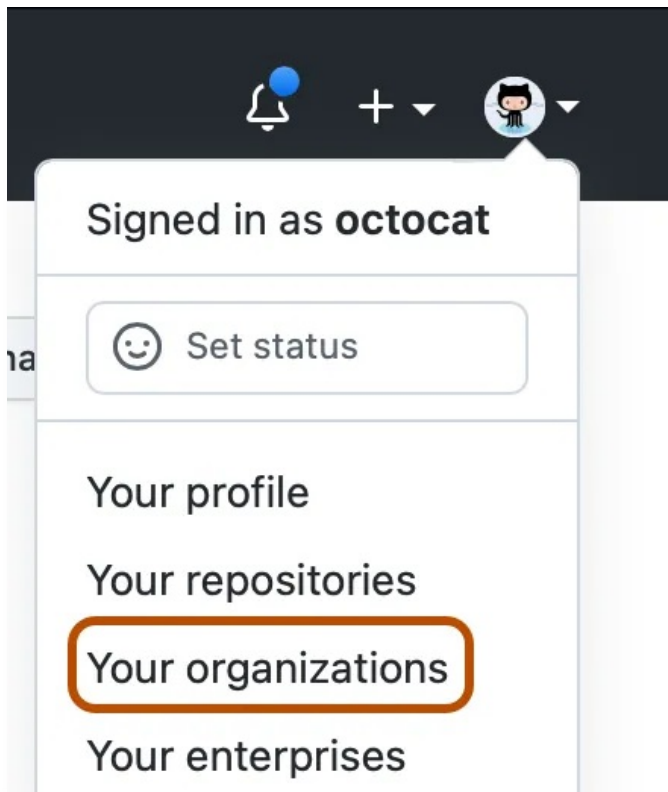 Signed in as octocat
Set status
Your profile
Your repositories
Your organizations
Your enterprises